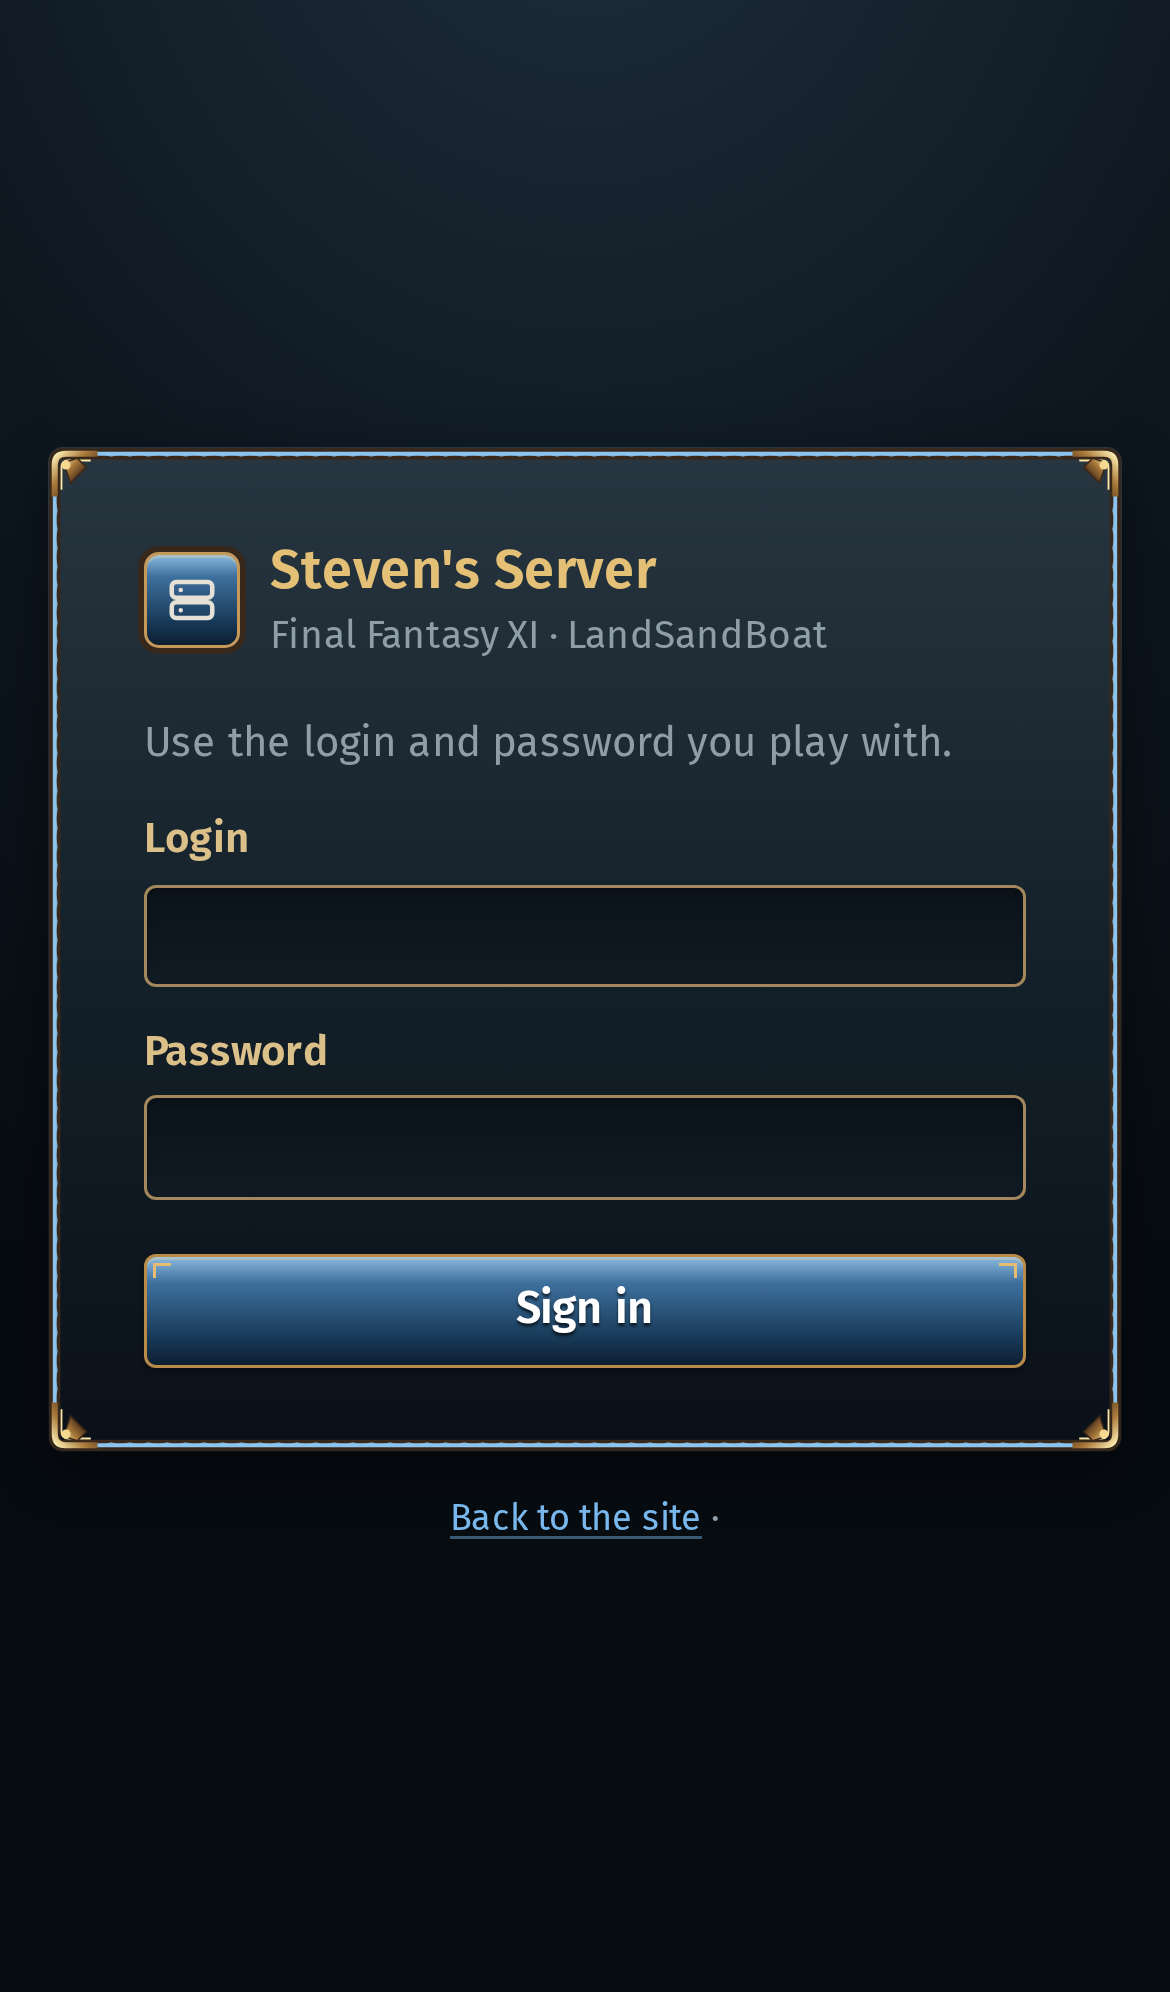 Steven's Server
Final Fantasy XI · LandSandBoat
Use the login and password you play with.
Login
Password
Sign in
Back to the site ·